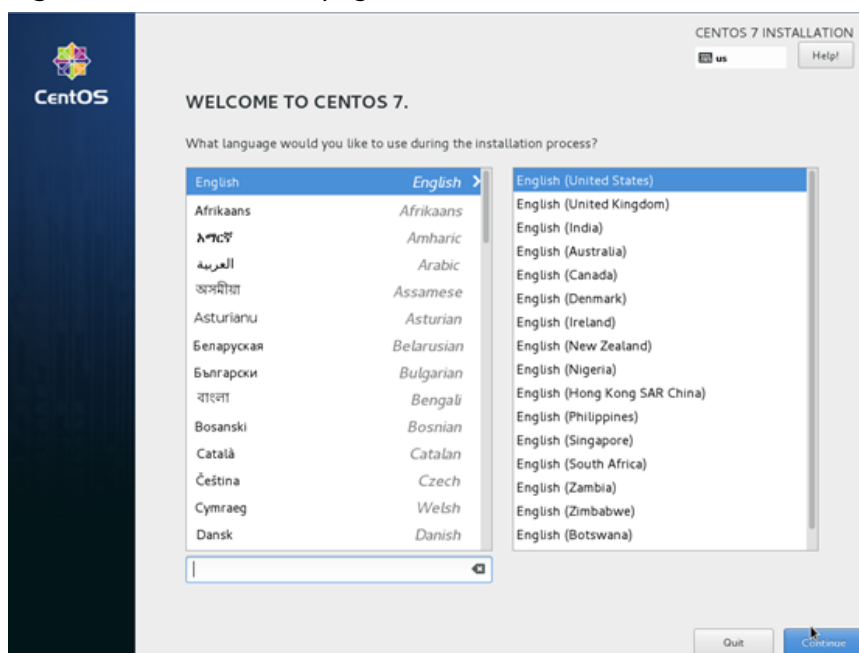 CENTOS 7 INSTALLATION
us
Help!
CentOS
WELCOME TO CENTOS 7.
What language would you like to use during the installation process?
English English
Afrikaans Afrikaans
አማርኛ Amharic
العربية Arabic
অসমীয়া Assamese
Asturianu Asturian
Беларуская Belarusian
Български Bulgarian
বাংলা Bengali
Bosanski Bosnian
Català Catalan
Čeština Czech
Cymraeg Welsh
Dansk Danish
English (United States)
English (United Kingdom)
English (India)
English (Australia)
English (Canada)
English (Denmark)
English (Ireland)
English (New Zealand)
English (Nigeria)
English (Hong Kong SAR China)
English (Philippines)
English (Singapore)
English (South Africa)
English (Zambia)
English (Zimbabwe)
English (Botswana)
Quit
Continue